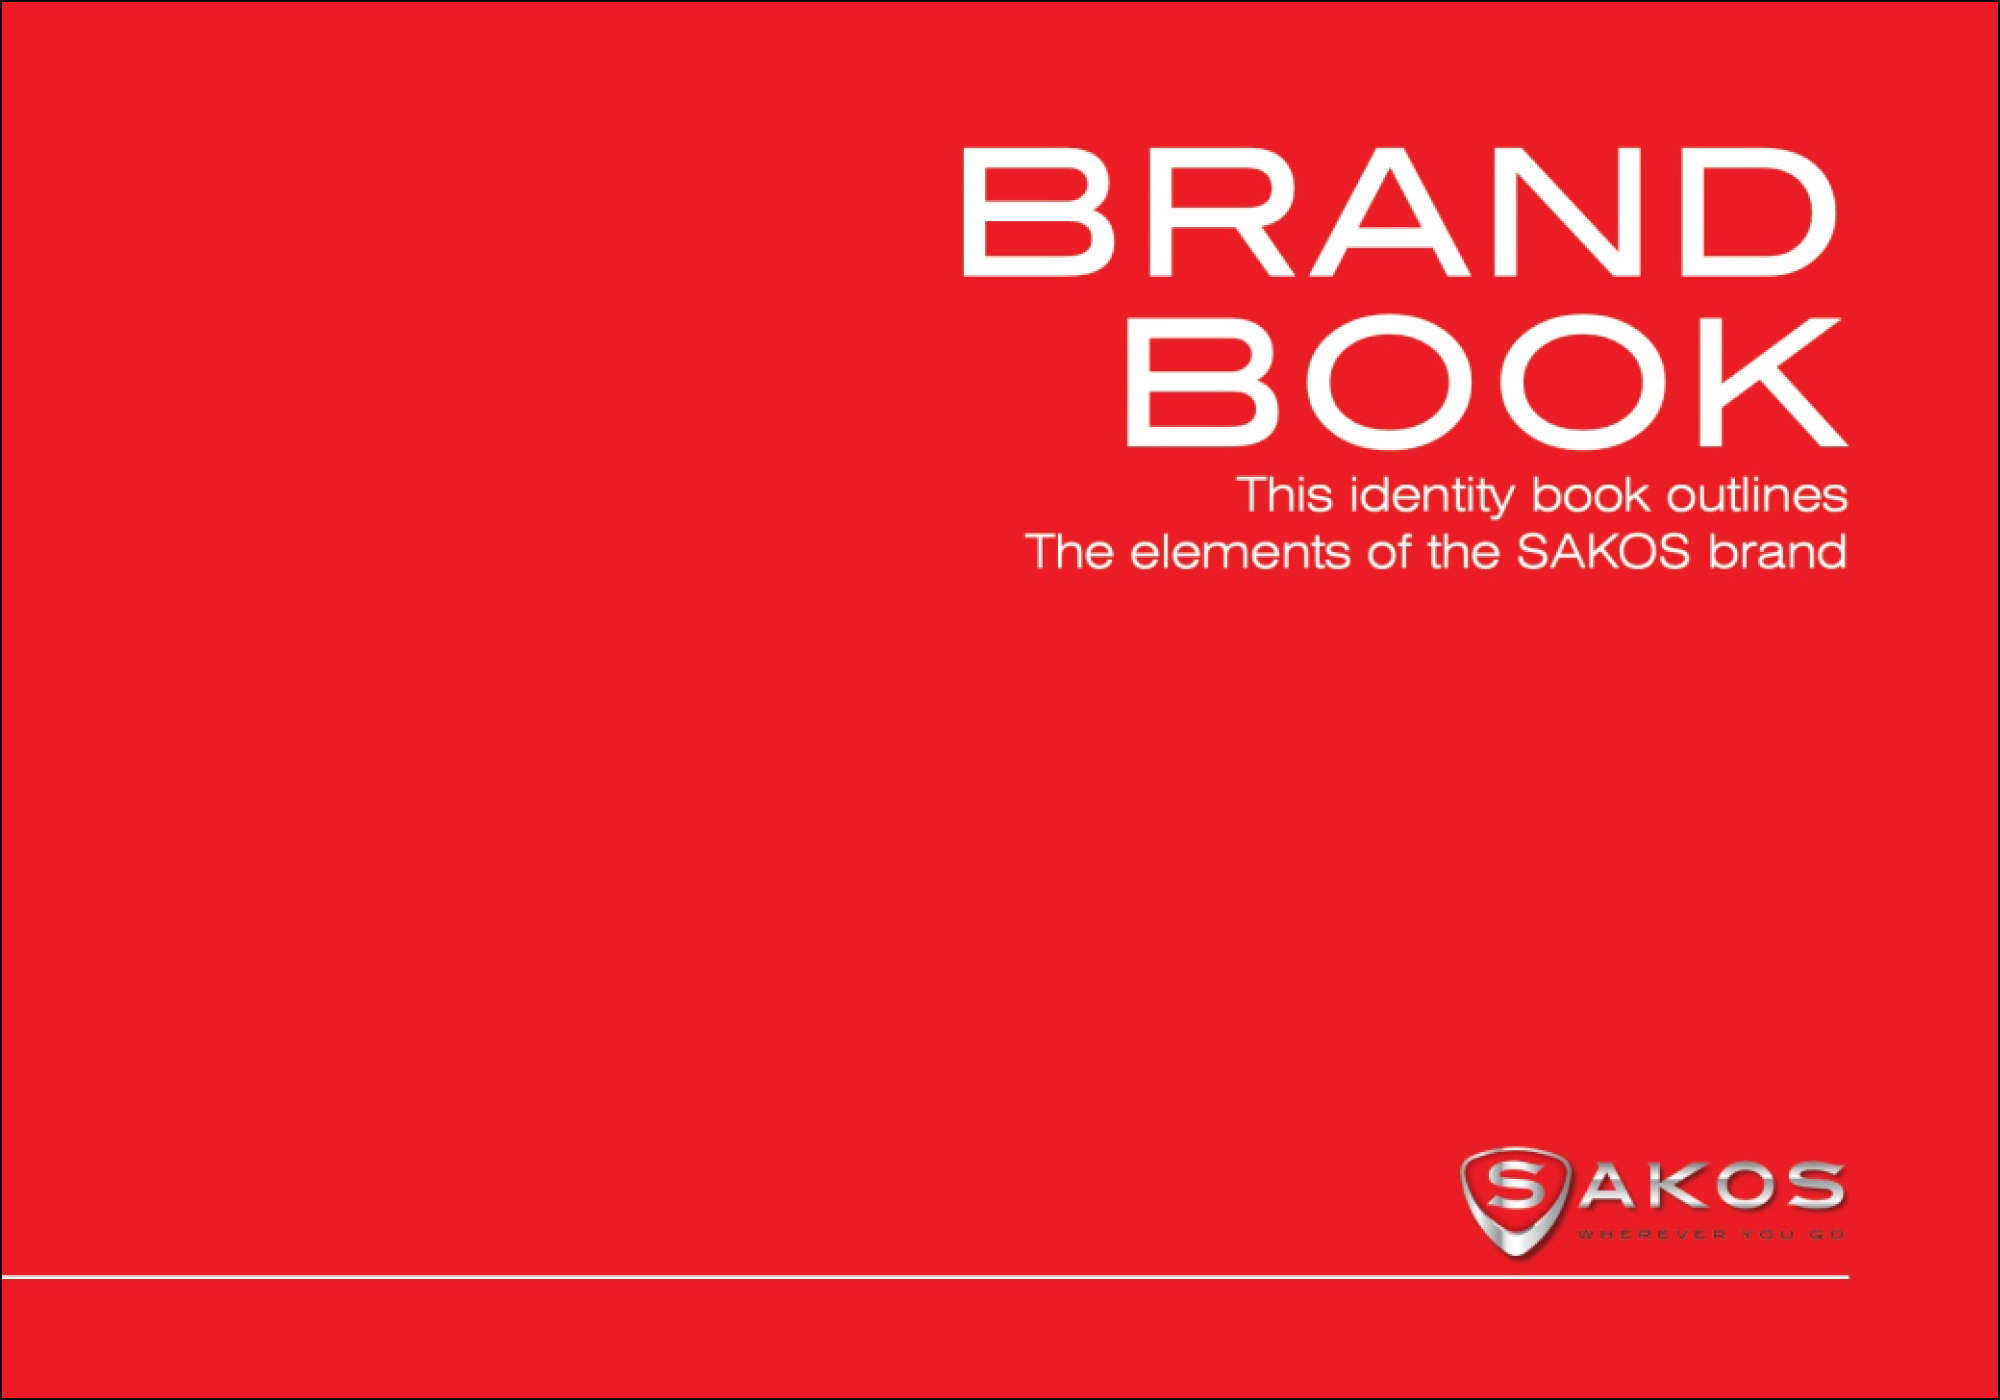 BRAND
BOOK
This identity book outlines
The elements of the SAKOS brand
SAKOS
WHEREVER YOU GO